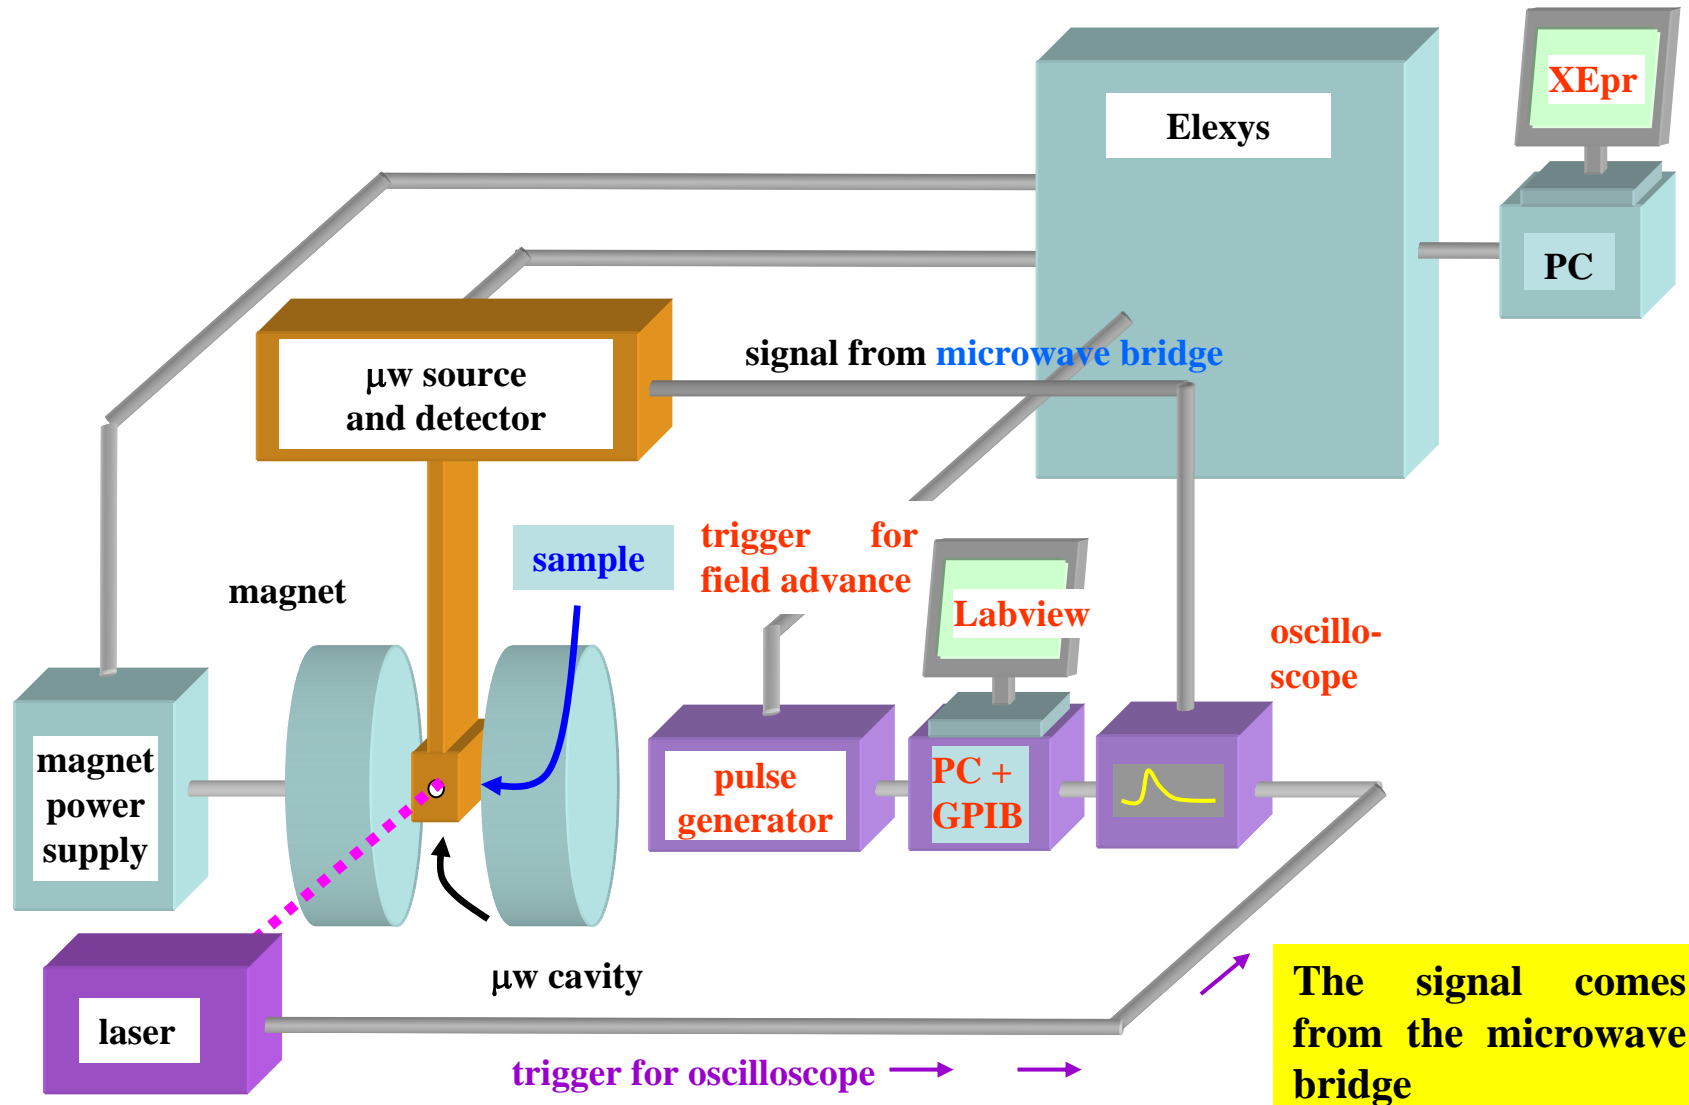 XEpr
Elexys
PC
signal from microwave bridge
μw source
and detector
trigger for
field advance
sample
magnet
Labview
oscillo-
scope
magnet
power
supply
pulse
generator
PC +
GPIB
μw cavity
laser
trigger for oscilloscope
The signal comes
from the microwave
bridge